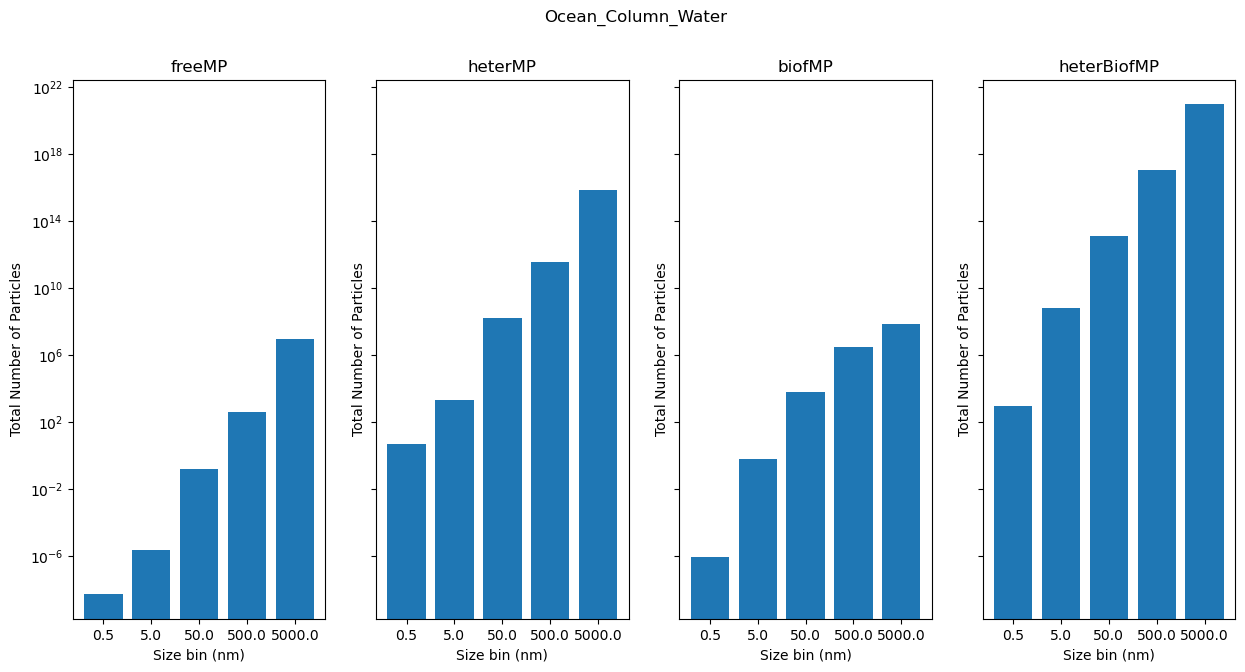 Ocean_Column_Water
freeMP
heterMP
biofMP
heterBiofMP
Total Number of Particles
10^22
10^18
10^14
10^10
10^6
10^2
10^-2
10^-6
0.5 5.0 50.0 500.0 5000.0
Size bin (nm)
Total Number of Particles
0.5 5.0 50.0 500.0 5000.0
Size bin (nm)
Total Number of Particles
0.5 5.0 50.0 500.0 5000.0
Size bin (nm)
Total Number of Particles
0.5 5.0 50.0 500.0 5000.0
Size bin (nm)